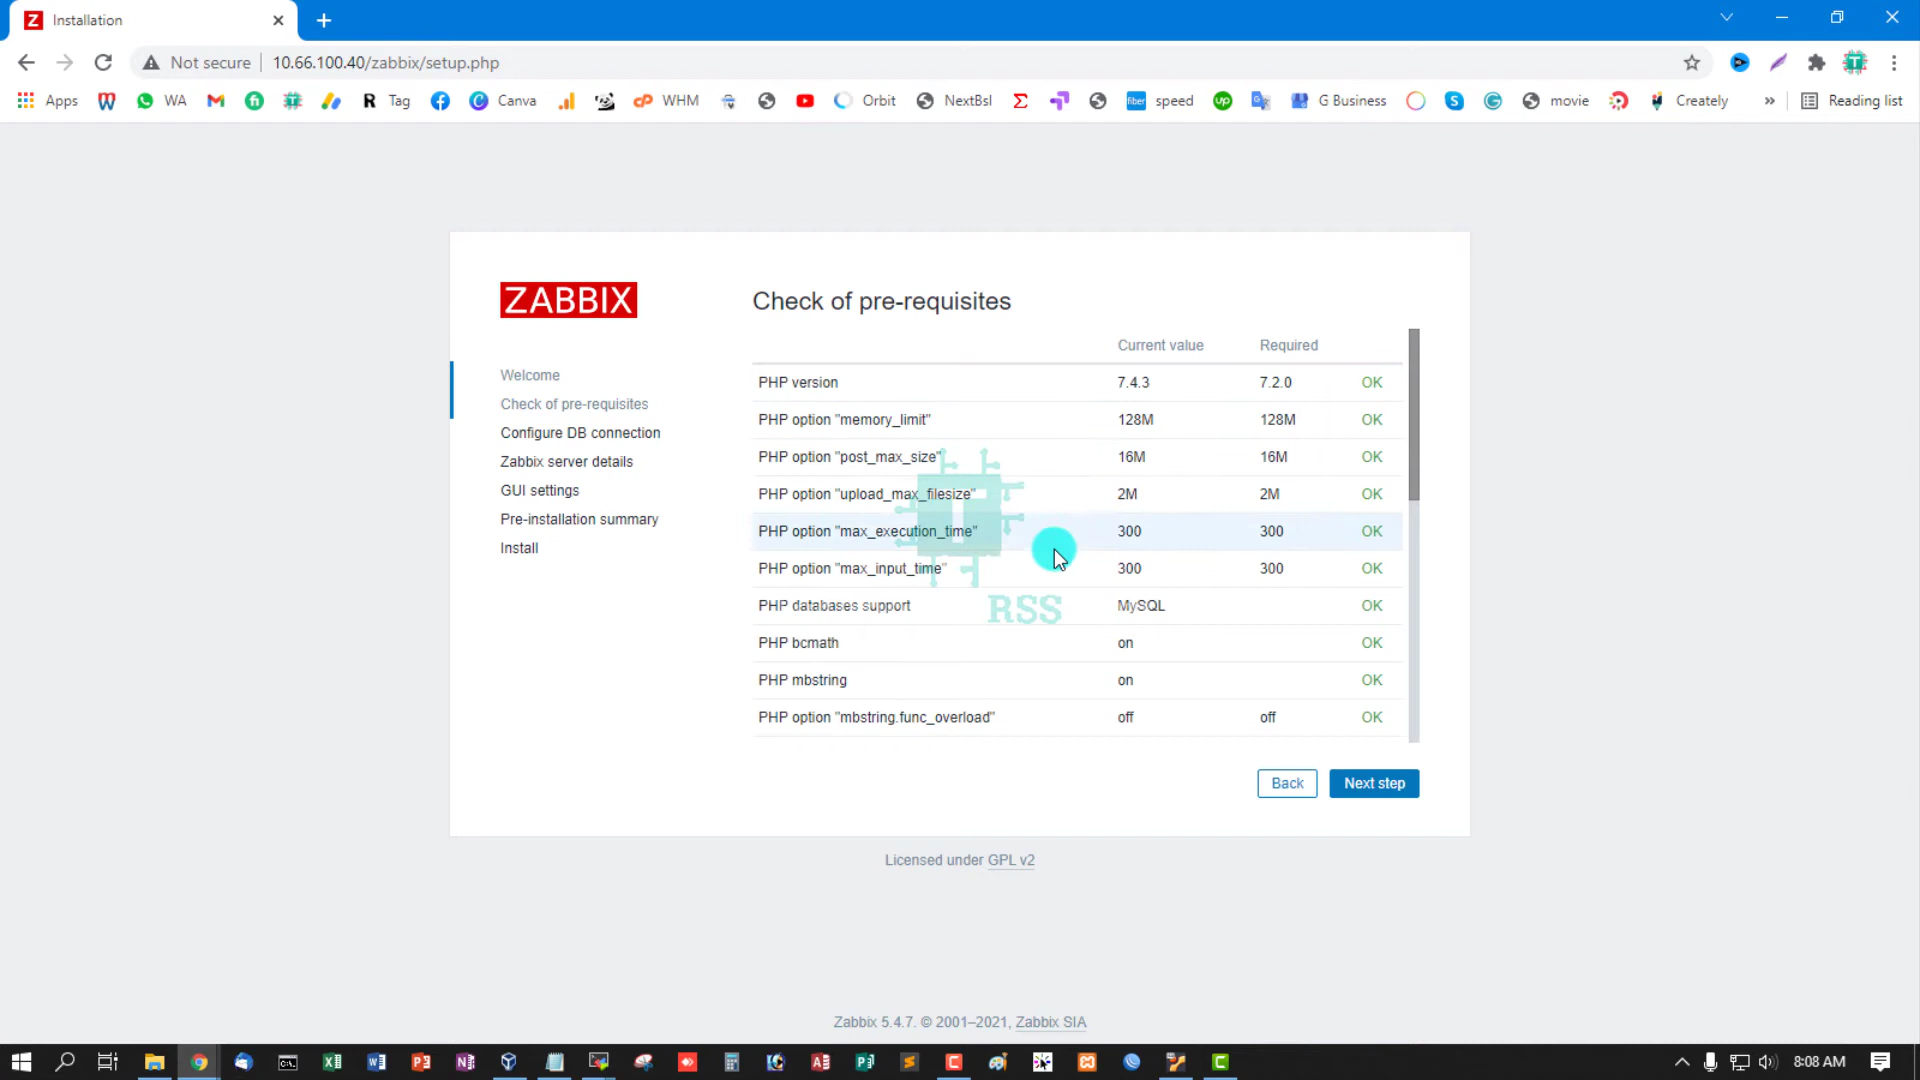 Installation
Not secure
10.66.100.40/zabbix/setup.php
Apps
WA
Tag
Canva
WHM
Orbit
NextBsl
fiber
speed
up
G Business
movie
Creately
Reading list
ZABBIX
Check of pre-requisites
Current value Required
Welcome
Check of pre-requisites
Configure DB connection
Zabbix server details
GUI settings
Pre-installation summary
Install
PHP version 7.4.3 7.2.0 OK
PHP option "memory_limit" 128M 128M OK
PHP option "post_max_size" 16M 16M OK
PHP option "upload_max_filesize" 2M 2M OK
PHP option "max_execution_time" 300 300 OK
PHP option "max_input_time" 300 300 OK
PHP databases support MySQL OK
PHP bcmath on OK
PHP mbstring on OK
PHP option "mbstring.func_overload" off off OK
RSS
Back
Next step
Licensed under GPL v2
Zabbix 5.4.7. © 2001–2021, Zabbix SIA
8:08 AM